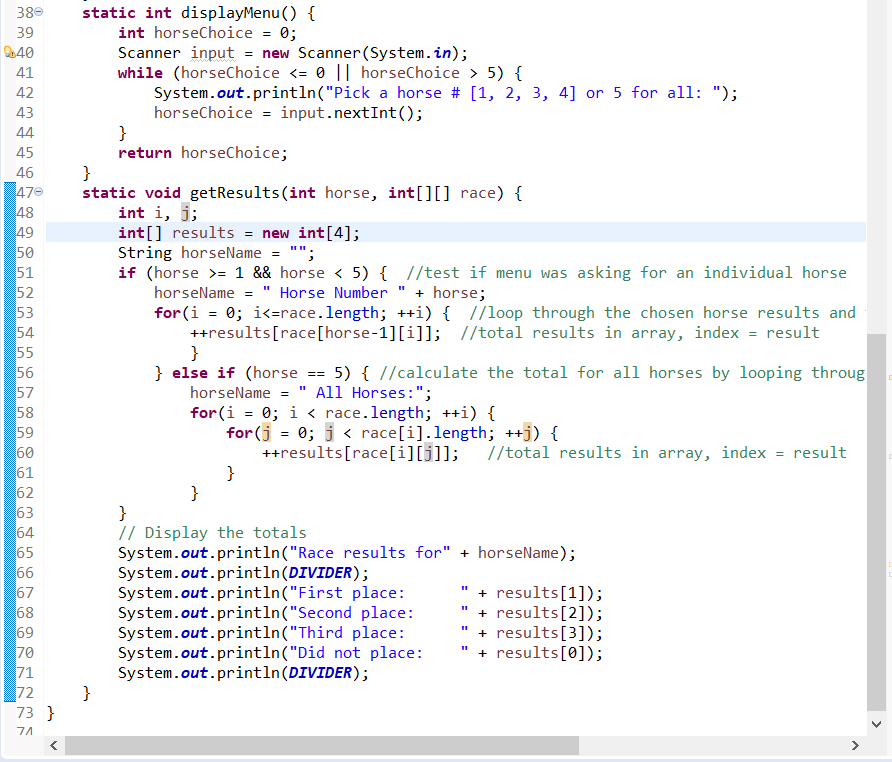 38 static int displayMenu() {
39 int horseChoice = 0;
40 Scanner input = new Scanner(System.in);
41 while (horseChoice <= 0 || horseChoice > 5) {
42 System.out.println("Pick a horse # [1, 2, 3, 4] or 5 for all: ");
43 horseChoice = input.nextInt();
44 }
45 return horseChoice;
46 }
47 static void getResults(int horse, int[][] race) {
48 int i, j;
49 int[] results = new int[4];
50 String horseName = "";
51 if (horse >= 1 && horse < 5) { //test if menu was asking for an individual horse
52 horseName = " Horse Number " + horse;
53 for(i = 0; i<=race.length; ++i) { //loop through the chosen horse results and
54 ++results[race[horse-1][i]]; //total results in array, index = result
55 }
56 } else if (horse == 5) { //calculate the total for all horses by looping throug
57 horseName = " All Horses:";
58 for(i = 0; i < race.length; ++i) {
59 for(j = 0; j < race[i].length; ++j) {
60 ++results[race[i][j]]; //total results in array, index = result
61 }
62 }
63 }
64 // Display the totals
65 System.out.println("Race results for" + horseName);
66 System.out.println(DIVIDER);
67 System.out.println("First place:      " + results[1]);
68 System.out.println("Second place:     " + results[2]);
69 System.out.println("Third place:      " + results[3]);
70 System.out.println("Did not place:    " + results[0]);
71 System.out.println(DIVIDER);
72 }
73 }
74